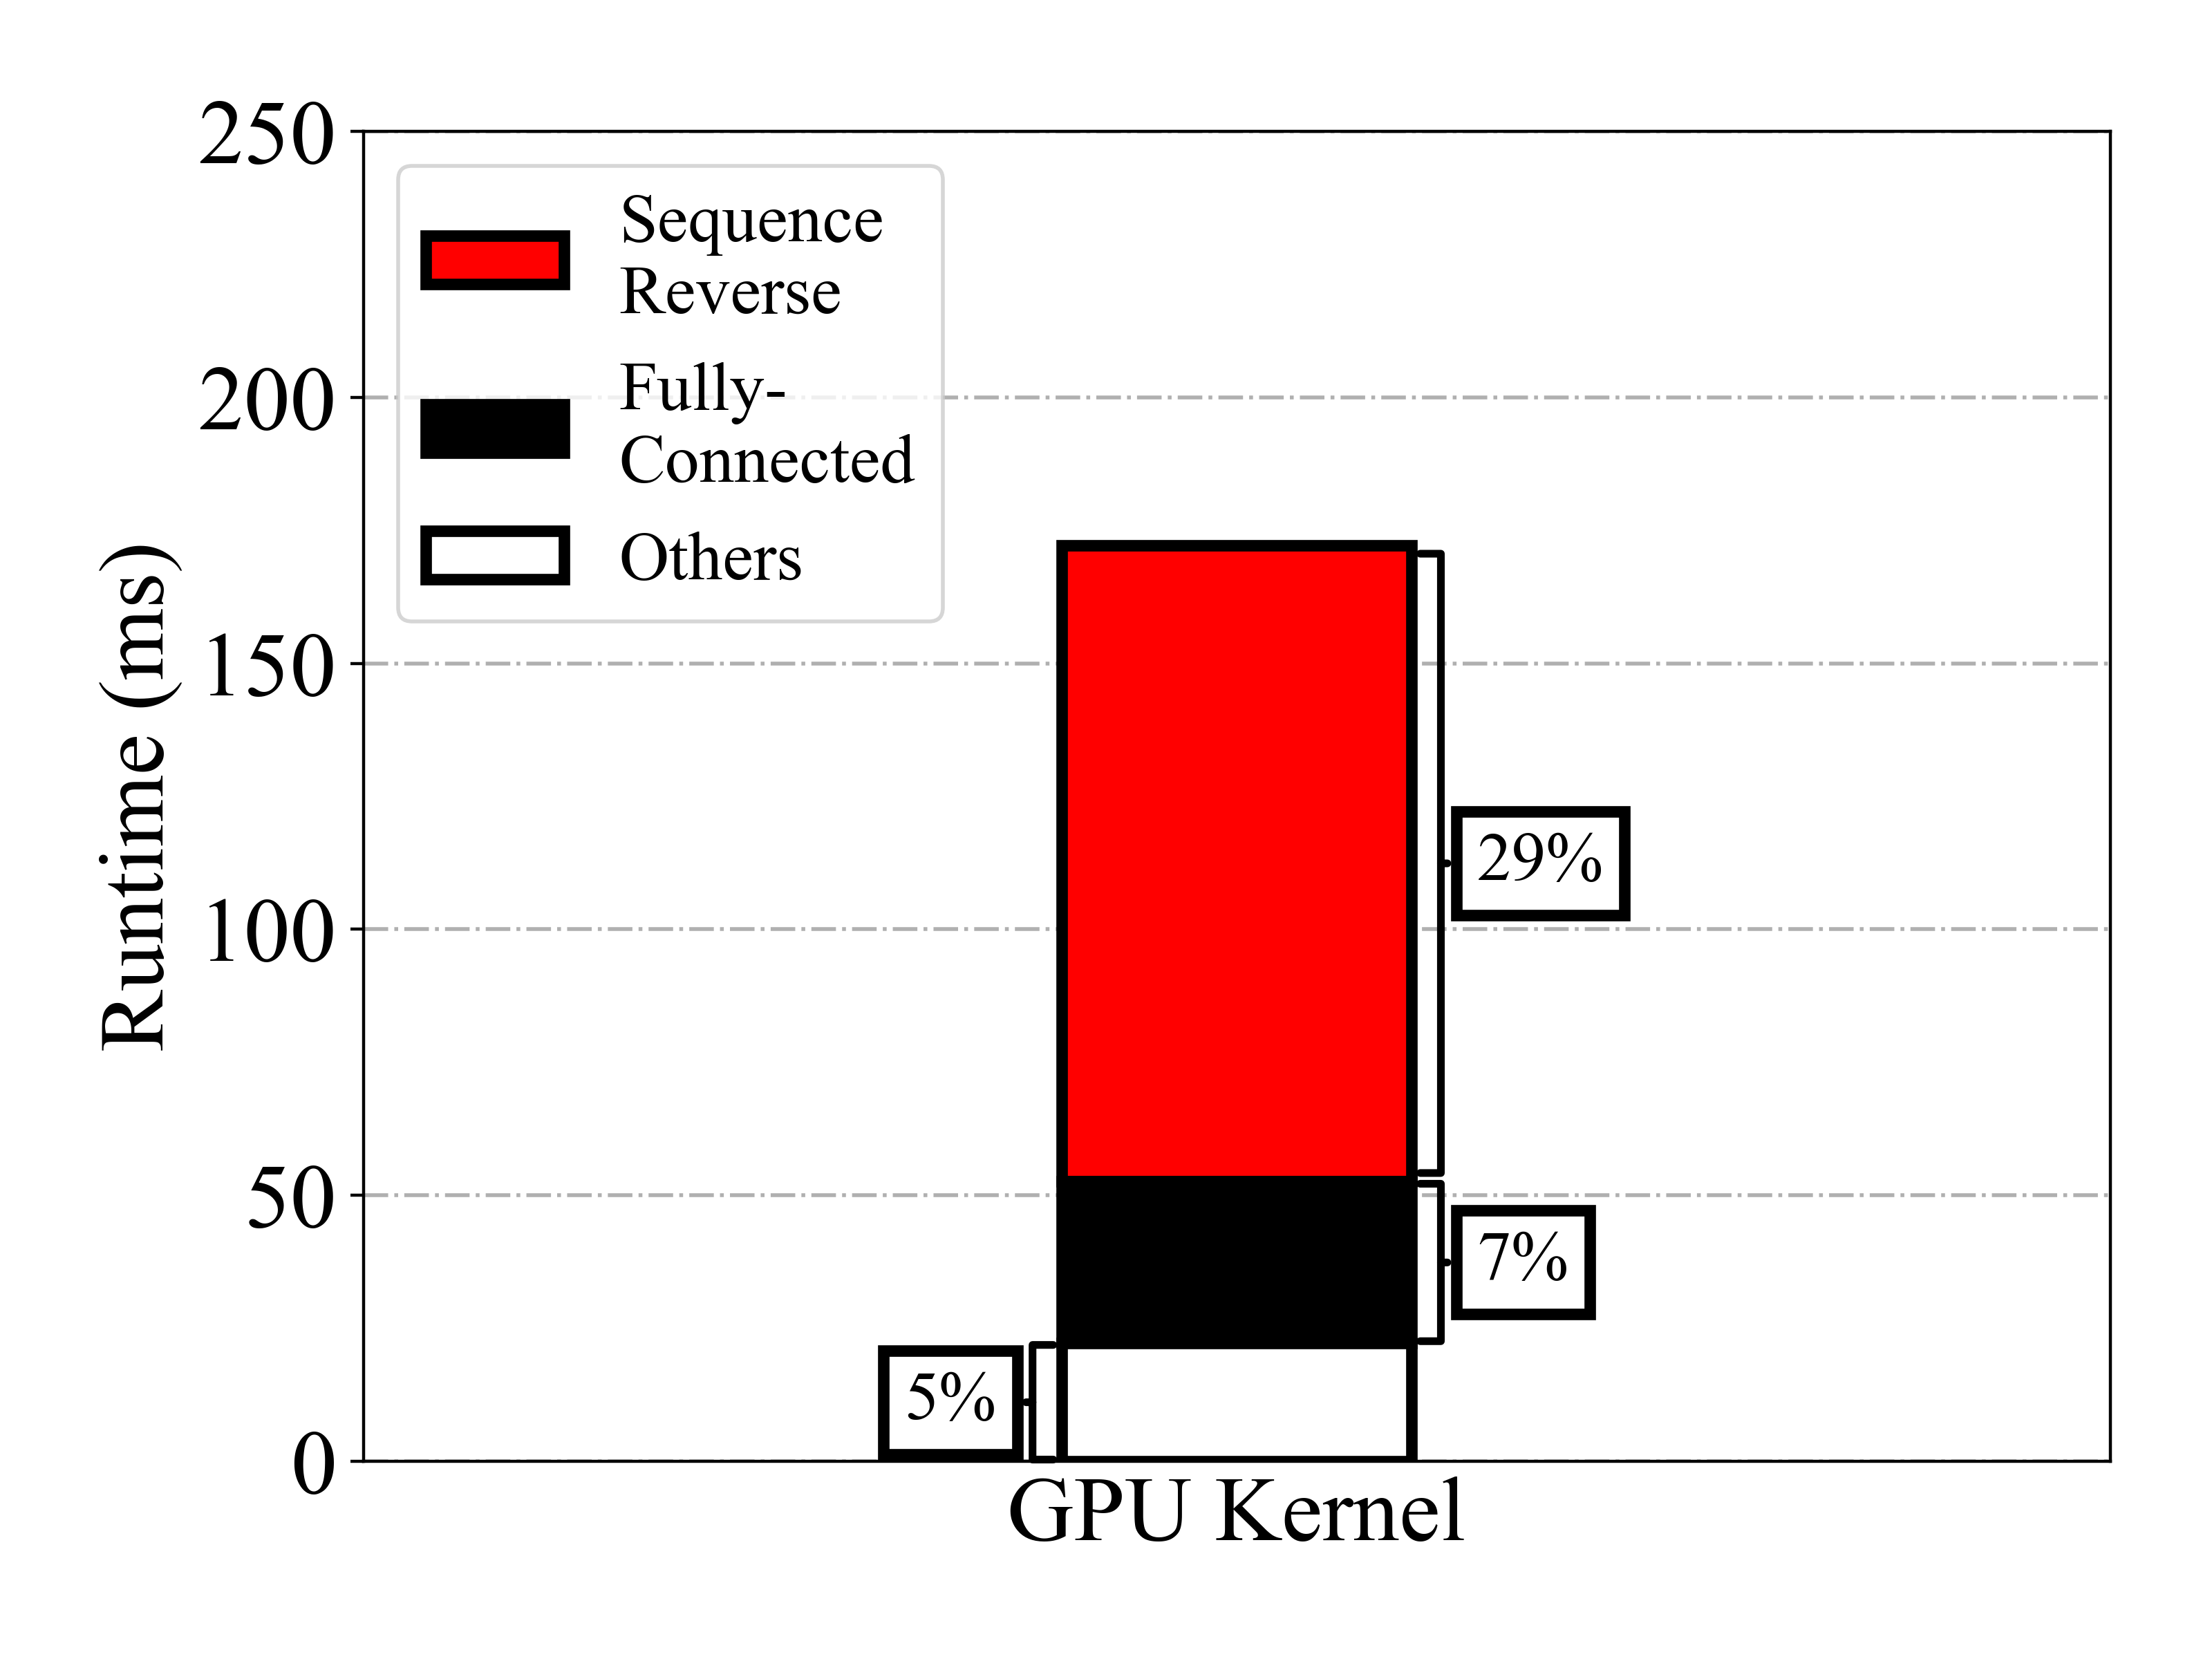 250
200
150
100
50
0
Runtime (ms)
Sequence
Reverse
Fully-
Connected
Others
29%
7%
5%
GPU Kernel